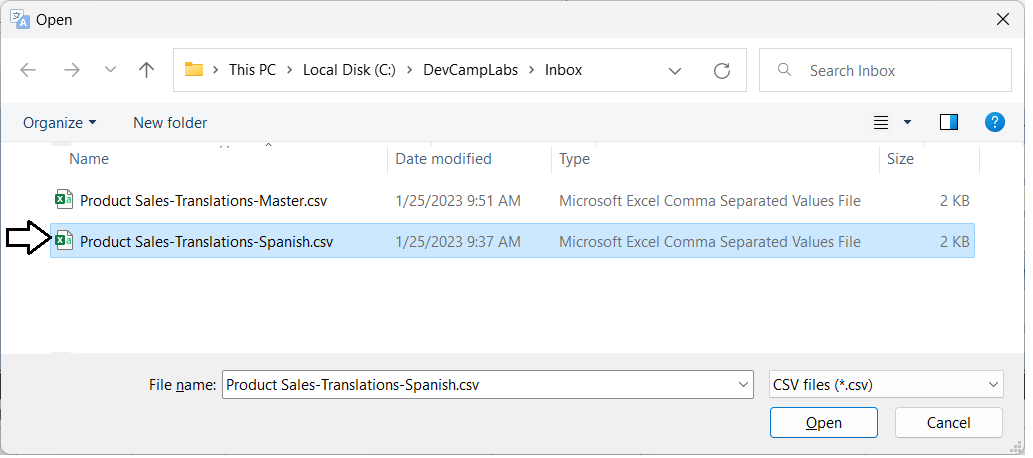 Open
This PC > Local Disk (C:) > DevCampLabs > Inbox
Search Inbox
Organize
New folder
?
Name Date modified Type Size
Product Sales-Translations-Master.csv 1/25/2023 9:51 AM Microsoft Excel Comma Separated Values File 2 KB
Product Sales-Translations-Spanish.csv 1/25/2023 9:37 AM Microsoft Excel Comma Separated Values File 2 KB
File name: Product Sales-Translations-Spanish.csv CSV files (*.csv)
Open Cancel